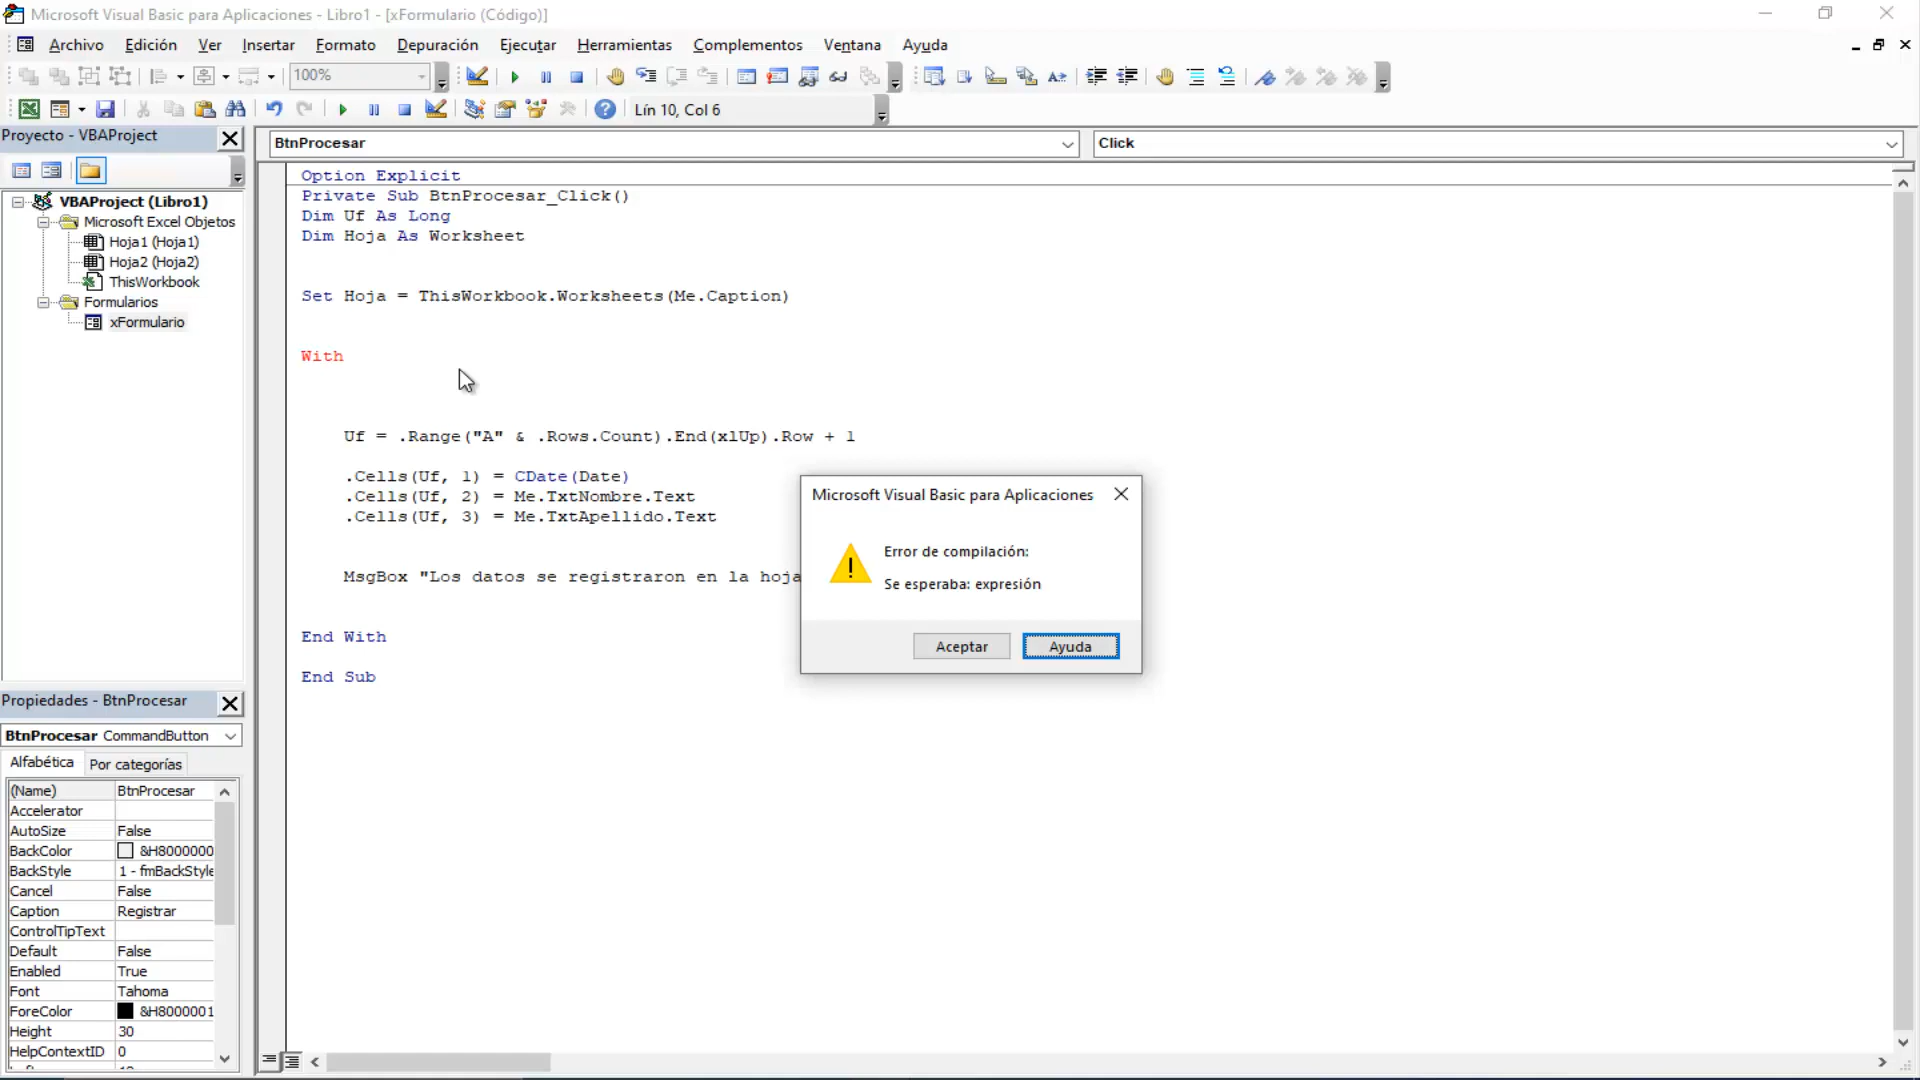 Microsoft Visual Basic para Aplicaciones - Libro1 - [xFormulario (Código)]
Archivo Edición Ver Insertar Formato Depuración Ejecutar Herramientas Complementos Ventana Ayuda
100%
Lín 10, Col 6
Proyecto - VBAProject
VBAProject (Libro1)
Microsoft Excel Objetos
Hoja1 (Hoja1)
Hoja2 (Hoja2)
ThisWorkbook
Formularios
xFormulario
Propiedades - BtnProcesar
BtnProcesar CommandButton
Alfabética Por categorías
(Name) BtnProcesar
Accelerator
AutoSize False
BackColor &H8000000
BackStyle 1 - fmBackStyle
Cancel False
Caption Registrar
ControlTipText
Default False
Enabled True
Font Tahoma
ForeColor &H8000001
Height 30
HelpContextID 0
BtnProcesar Click
Option Explicit
Private Sub BtnProcesar_Click()
Dim Uf As Long
Dim Hoja As Worksheet
Set Hoja = ThisWorkbook.Worksheets(Me.Caption)
With
Uf = .Range("A" & .Rows.Count).End(xlUp).Row + 1
.Cells(Uf, 1) = CDate(Date)
.Cells(Uf, 2) = Me.TxtNombre.Text
.Cells(Uf, 3) = Me.TxtApellido.Text
MsgBox "Los datos se registraron en la hoja
End With
End Sub
Microsoft Visual Basic para Aplicaciones
Error de compilación:
Se esperaba: expresión
Aceptar Ayuda